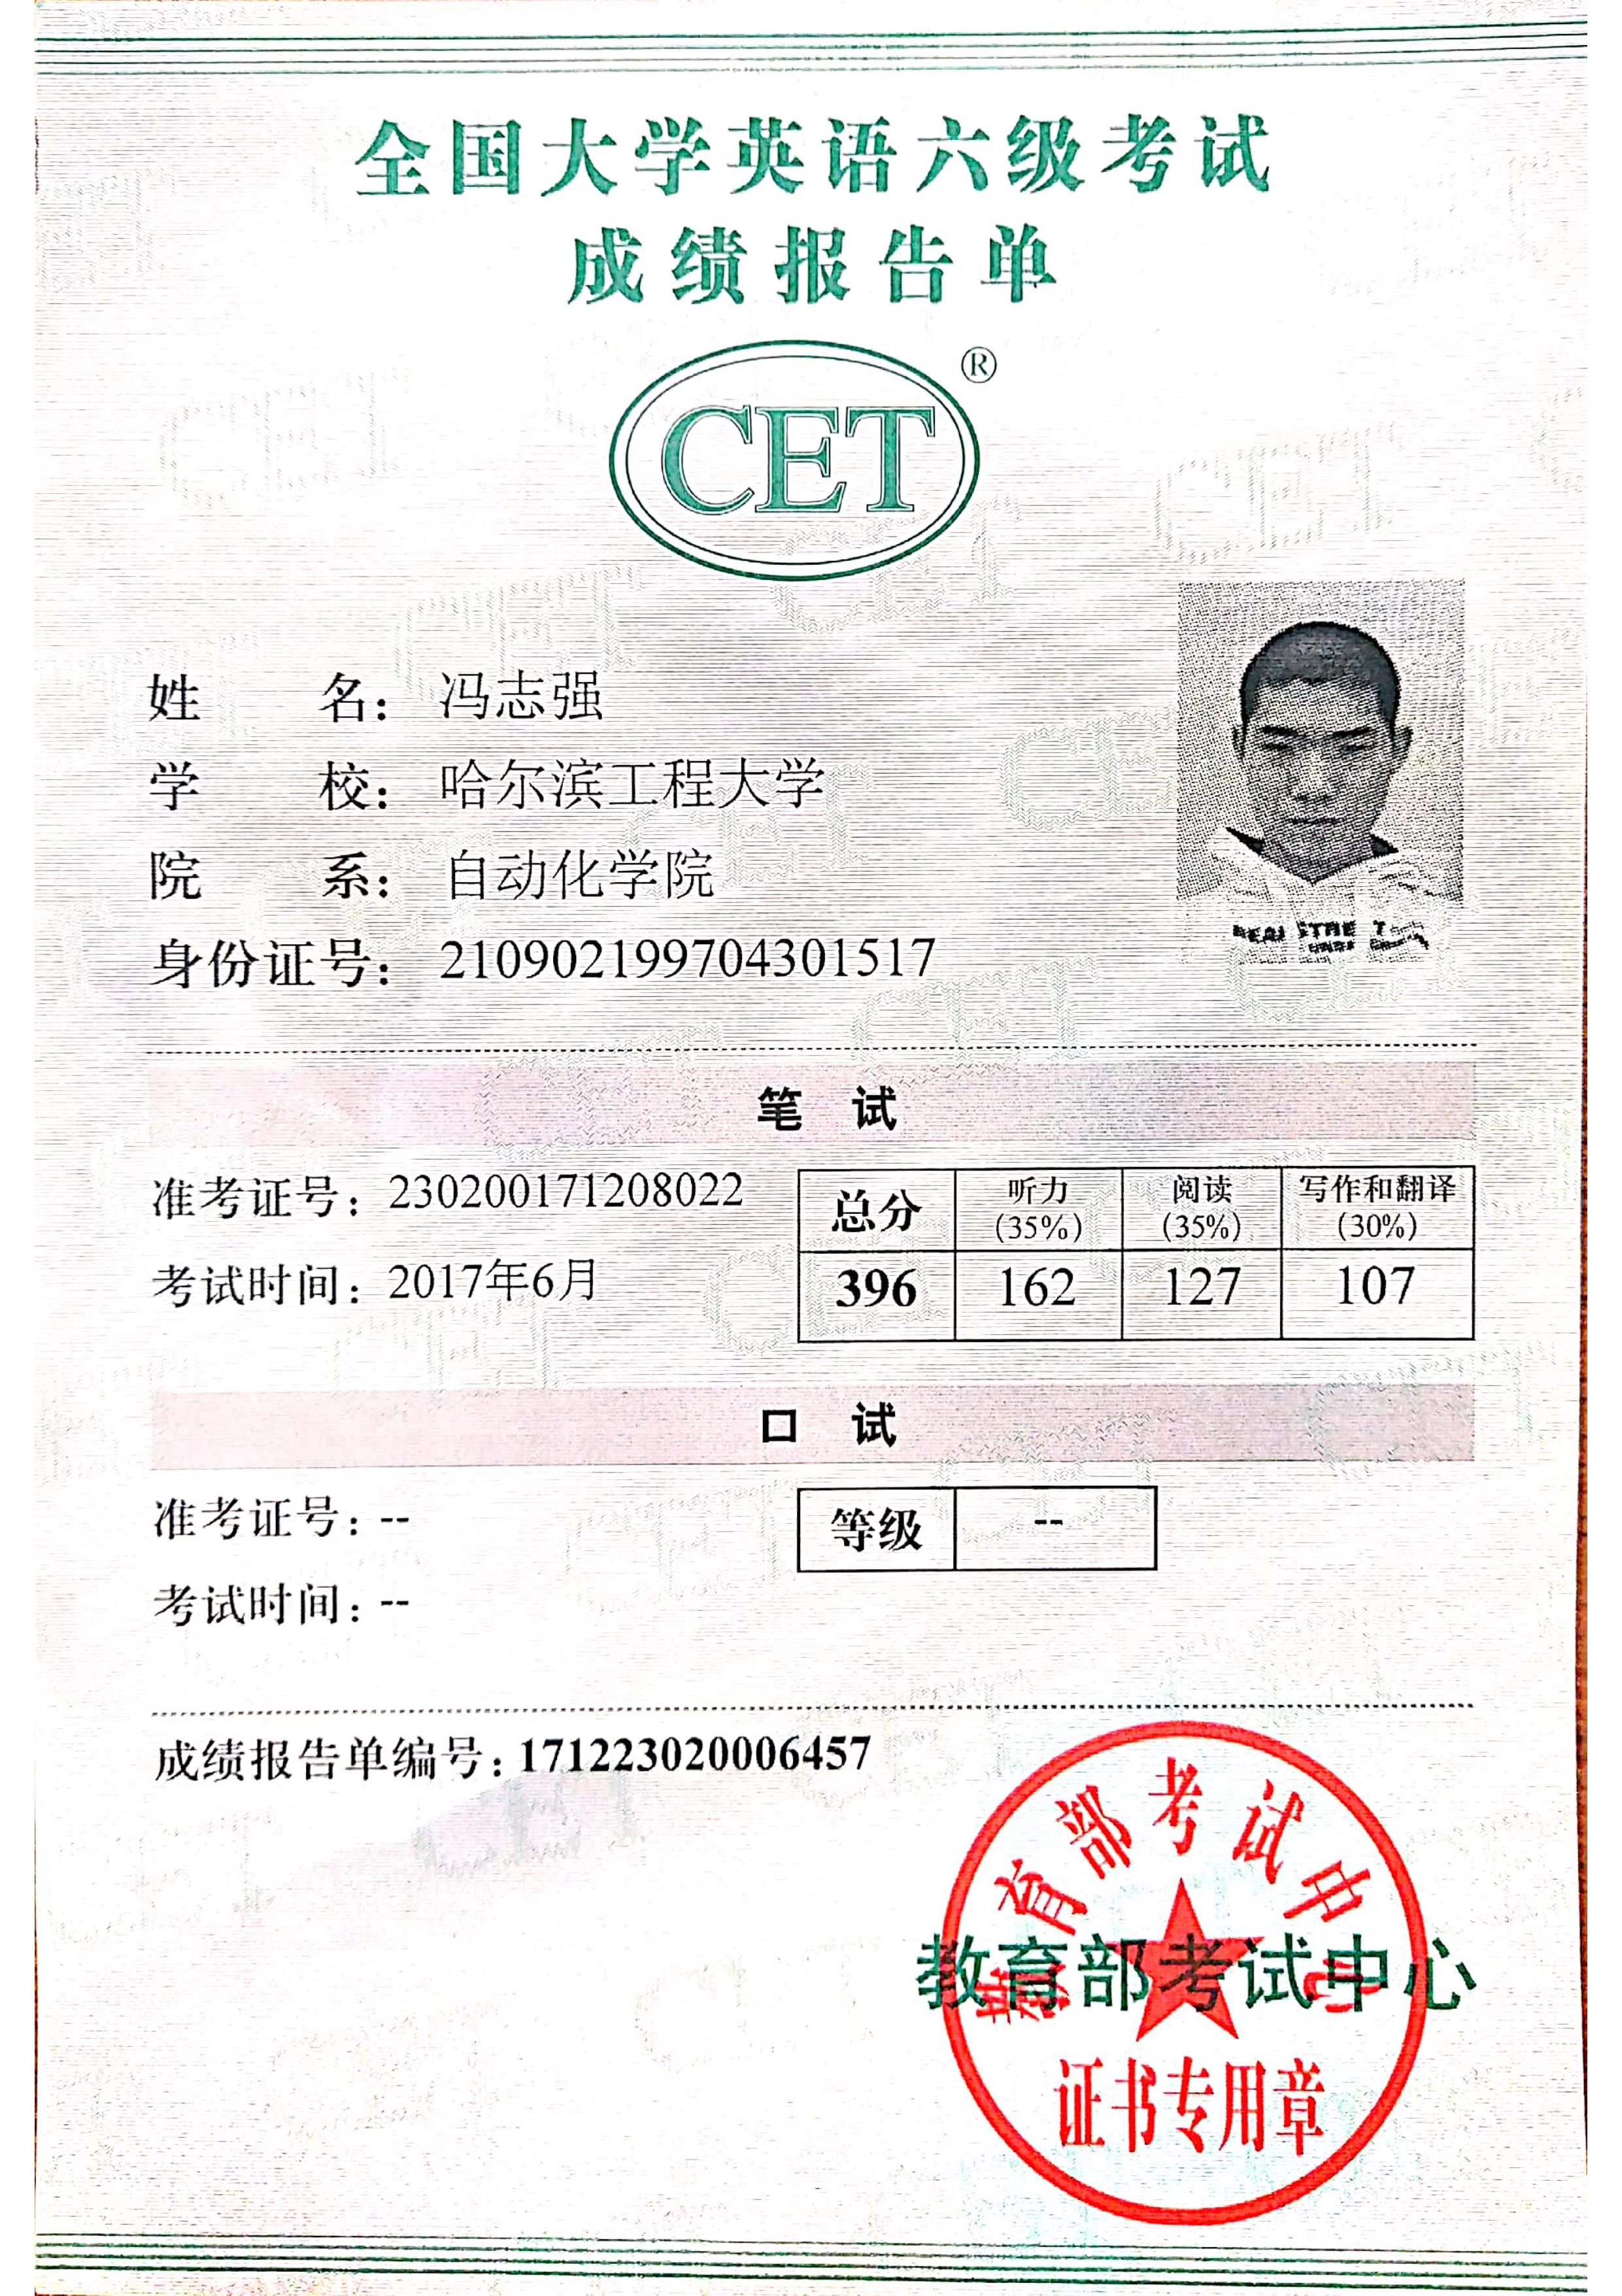 全国大学英语六级考试
成绩报告单
CET®
姓 名：冯志强
学 校：哈尔滨工程大学
院 系：自动化学院
身份证号：210902199704301517
笔 试
准考证号：230200171208022
考试时间：2017年6月
总分 听力(35%) 阅读(35%) 写作和翻译(30%)
396 162 127 107
口 试
准考证号：--
考试时间：--
等级 --
成绩报告单编号：171223020006457
教育部考试中心
教育部考试中心
证书专用章